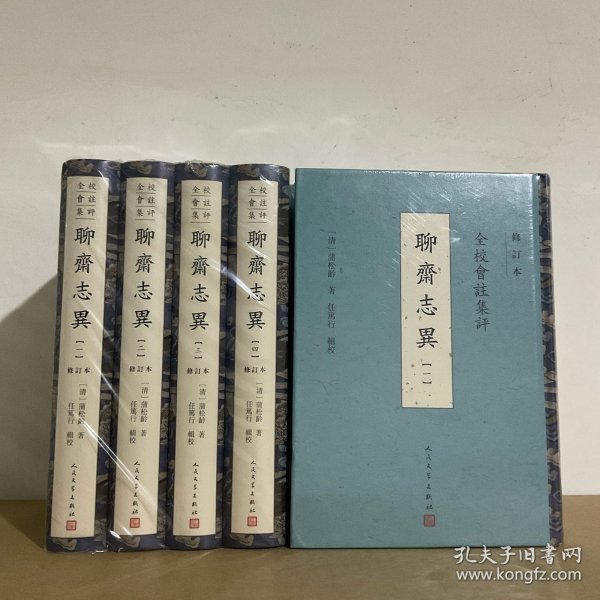 全校
會註
集評
聊齋志異
【一】
修訂本
［清］蒲松齡 著
任篤行 輯校
人民文學出版社
全校
會註
集評
聊齋志異
【二】
修訂本
［清］蒲松齡 著
任篤行 輯校
人民文學出版社
全校
會註
集評
聊齋志異
【三】
修訂本
［清］蒲松齡 著
任篤行 輯校
人民文學出版社
全校
會註
集評
聊齋志異
【四】
修訂本
［清］蒲松齡 著
任篤行 輯校
人民文學出版社
修訂本
全校會註集評
聊齋志異
【一】
［清］蒲松齡 著 任篤行 輯校
人民文學出版社
孔夫子旧书网
www.kongfz.com